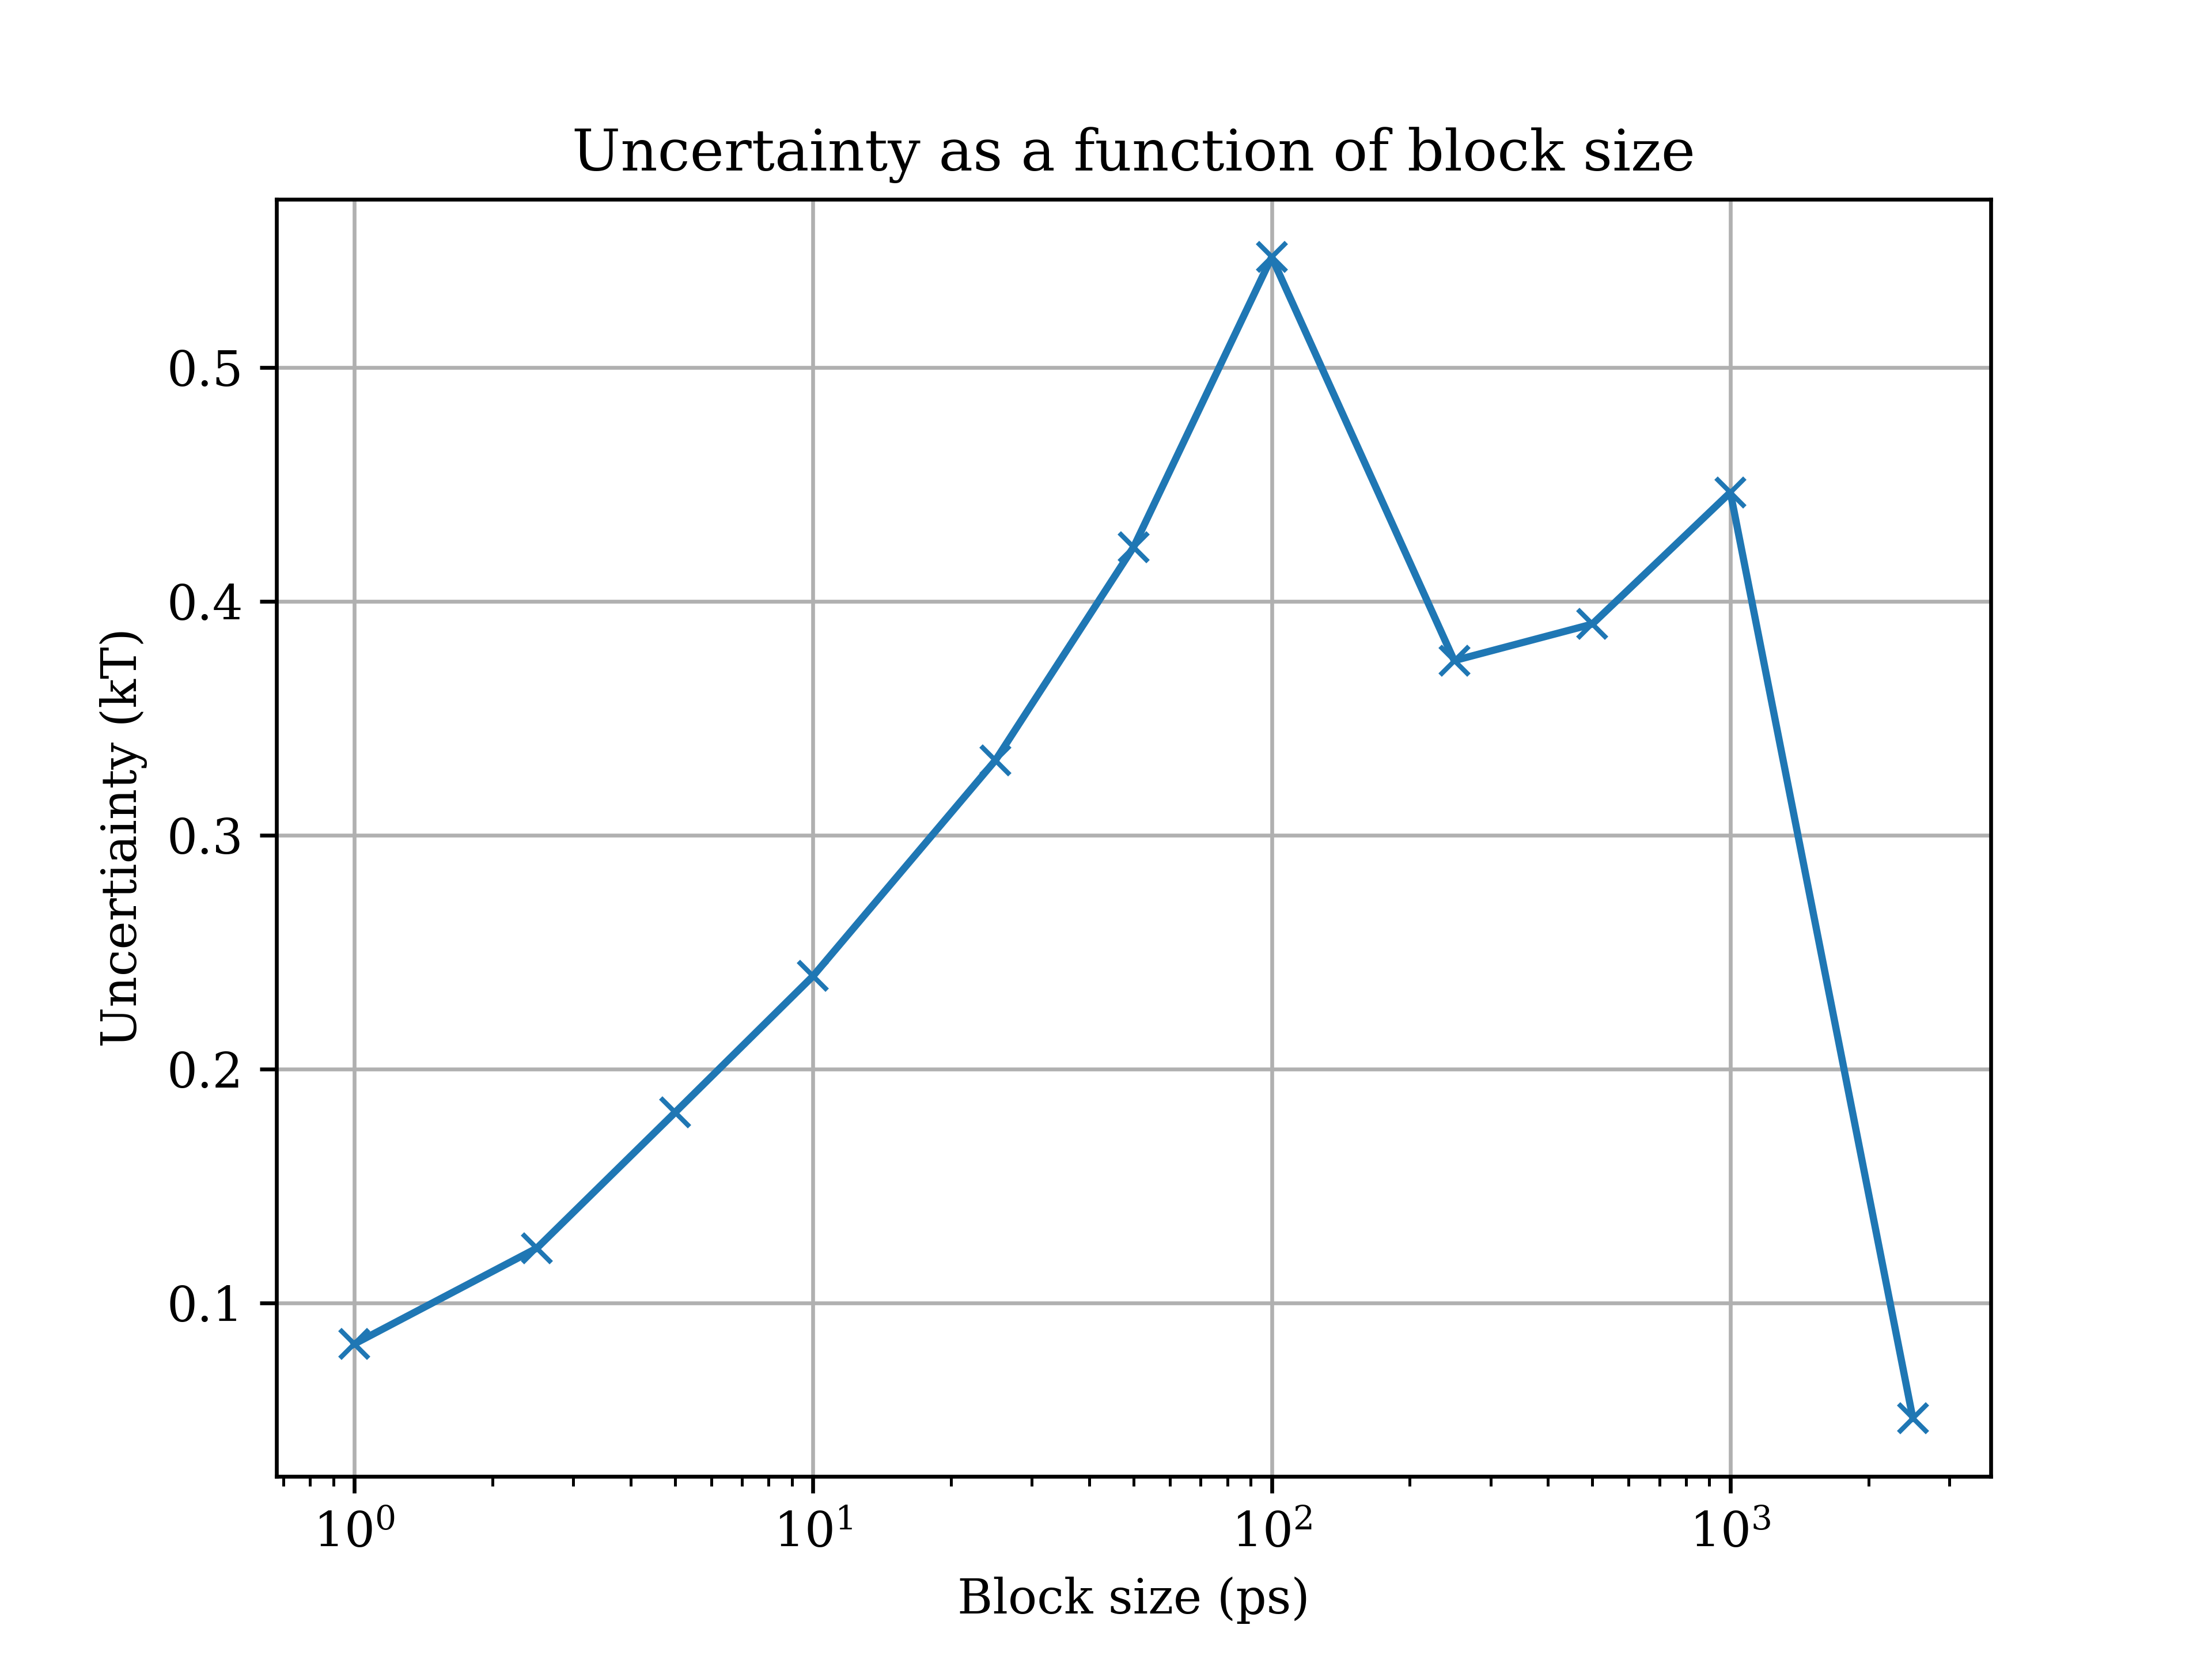 Uncertainty as a function of block size
Uncertiainty (kT)
0.5
0.4
0.3
0.2
0.1
10⁰ 10¹ 10² 10³
Block size (ps)